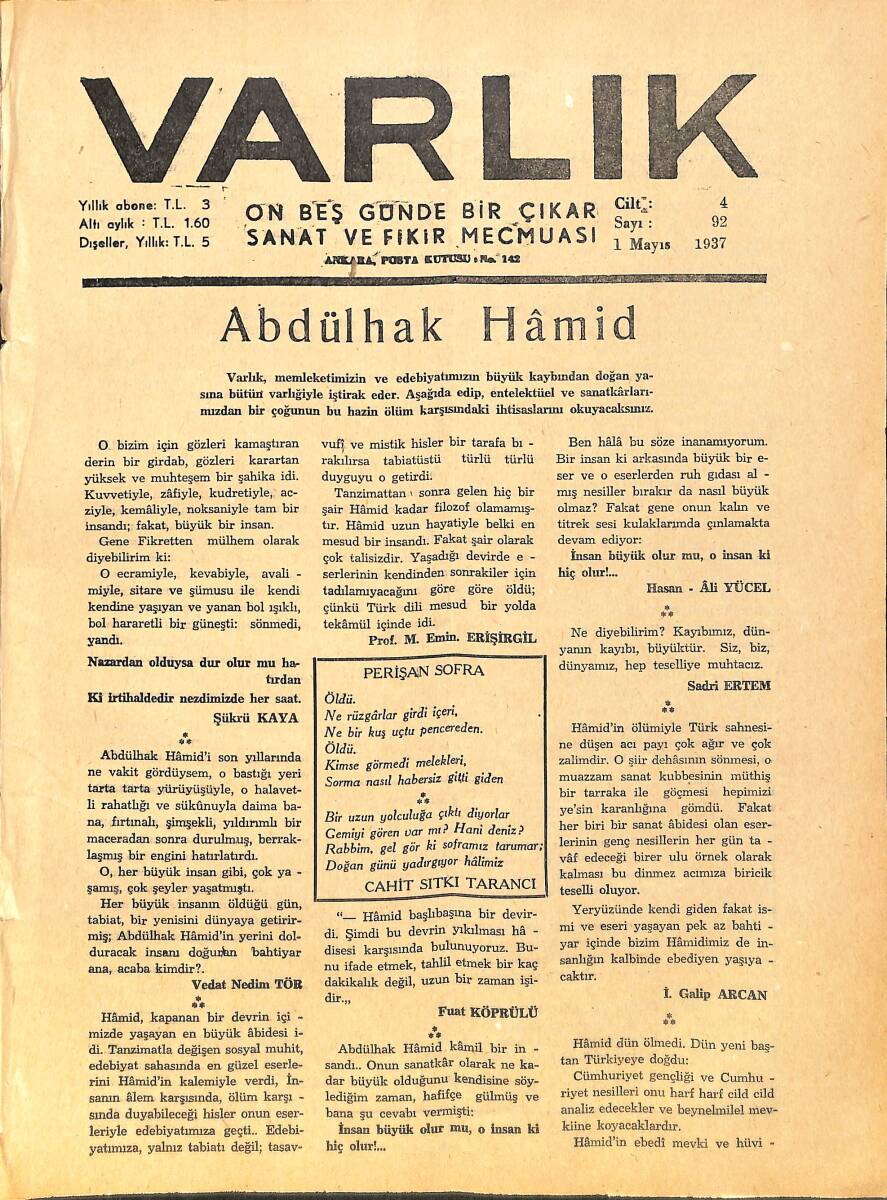 VARLIK
Yıllık abone: T.L. 3
Altı aylık : T.L. 1.60
Dışeller, Yıllık: T.L. 5
ON BEŞ GÜNDE BİR ÇIKAR
SANAT VE FİKİR MECMUASI
ANKARA, POSTA KUTUSU : No. 142
Cilt : 4
Sayı : 92
1 Mayıs 1937
Abdülhak Hâmid
Varlık, memleketimizin ve edebiyatımızın büyük kaybından doğan ya-
sına bütün varlığiyle iştirak eder. Aşağıda edip, entelektüel ve sanatkârları-
mızdan bir çoğunun bu hazin ölüm karşısındaki ihtisaslarını okuyacaksınız.
O bizim için gözleri kamaştıran
derin bir girdab, gözleri karartan
yüksek ve muhteşem bir şahika idi.
Kuvvetiyle, zâfiyle, kudretiyle, ac-
ziyle, kemâliyle, noksaniyle tam bir
insandı; fakat, büyük bir insan.
Gene Fikretten mülhem olarak
diyebilirim ki:
O ecramiyle, kevabiyle, avali -
miyle, sitare ve şümusu ile kendi
kendine yaşıyan ve yanan bol ışıklı,
bol hararetli bir güneşti: sönmedi,
yandı.
Nazardan olduysa dur olur mu ha-
tırdan
Ki irtihaldedir nezdimizde her saat.
Şükrü KAYA
***
Abdülhak Hâmid'i son yıllarında
ne vakit gördüysem, o bastığı yeri
tarta tarta yürüyüşüyle, o halavet-
li rahatlığı ve sükûnuyla daima ba-
na, fırtınalı, şimşekli, yıldırımlı bir
maceradan sonra durulmuş, berrak-
laşmış bir engini hatırlatırdı.
O, her büyük insan gibi, çok ya -
şamış, çok şeyler yaşatmıştı.
Her büyük insanın öldüğü gün,
tabiat, bir yenisini dünyaya getirir-
miş; Abdülhak Hâmid'in yerini dol-
duracak insanı doğuran bahtiyar
ana, acaba kimdir?.
Vedat Nedim TÖR
***
Hâmid, kapanan bir devrin içi -
mizde yaşayan en büyük âbidesi i-
di. Tanzimatla değişen sosyal muhit,
edebiyat sahasında en güzel eserle-
rini Hâmid'in kalemiyle verdi, İn-
sanın âlem karşısında, ölüm karşı -
sında duyabileceği hisler onun eser-
leriyle edebiyatımıza geçti.. Edebi-
yatımıza, yalnız tabiatı değil; tasav-
vufî ve mistik hisler bir tarafa bı -
rakılırsa tabiatüstü türlü türlü
duyguyu o getirdi.
Tanzimattan sonra gelen hiç bir
şair Hâmid kadar filozof olamamış-
tır. Hâmid uzun hayatiyle belki en
mesud bir insandı. Fakat şair olarak
çok talisizdir. Yaşadığı devirde e -
serlerinin kendinden sonrakiler için
tadılamıyacağını göre göre öldü;
çünkü Türk dili mesud bir yolda
tekâmül içinde idi.
Prof. M. Emin. ERİŞİRGİL
PERİŞAN SOFRA
Öldü.
Ne rüzgârlar girdi içeri,
Ne bir kuş uçtu pencereden.
Öldü.
Kimse görmedi melekleri,
Sorma nasıl habersiz gitti giden
***
Bir uzun yolculuğa çıktı diyorlar
Gemiyi gören var mı? Hani deniz?
Rabbim, gel gör ki soframız tarumar;
Doğan günü yadırgıyor hâlimiz
CAHİT SITKI TARANCI
"— Hâmid başlıbaşına bir devir-
di. Şimdi bu devrin yıkılması hâ -
disesi karşısında bulunuyoruz. Bu-
nu ifade etmek, tahlil etmek bir kaç
dakikalık değil, uzun bir zaman işi-
dir.,,
Fuat KÖPRÜLÜ
***
Abdülhak Hâmid kâmil bir in -
sandı.. Onun sanatkâr olarak ne ka-
dar büyük olduğunu kendisine söy-
lediğim zaman, hafifçe gülmüş ve
bana şu cevabı vermişti:
İnsan büyük olur mu, o insan ki
hiç olur!...
Ben hâlâ bu söze inanamıyorum.
Bir insan ki arkasında büyük bir e-
ser ve o eserlerden ruh gıdası al -
mış nesiller bırakır da nasıl büyük
olmaz? Fakat gene onun kalın ve
titrek sesi kulaklarımda çınlamakta
devam ediyor:
İnsan büyük olur mu, o insan ki
hiç olur!...
Hasan - Âli YÜCEL
***
Ne diyebilirim? Kayıbımız, dün-
yanın kayıbı, büyüktür. Siz, biz,
dünyamız, hep teselliye muhtacız.
Sadri ERTEM
***
Hâmid'in ölümiyle Türk sahnesi-
ne düşen acı payı çok ağır ve çok
zalimdir. O şiir dehâsının sönmesi, o
muazzam sanat kubbesinin müthiş
bir tarraka ile göçmesi hepimizi
ye'sin karanlığına gömdü. Fakat
her biri bir sanat âbidesi olan eser-
lerinin genç nesillerin her gün ta -
vâf edeceği birer ulu örnek olarak
kalması bu dinmez acımıza biricik
teselli oluyor.
Yeryüzünde kendi giden fakat is-
mi ve eseri yaşayan pek az bahti -
yar içinde bizim Hâmidimiz de in-
sanlığın kalbinde ebediyen yaşıya -
caktır.
İ. Galip ARCAN
***
Hâmid dün ölmedi. Dün yeni baş-
tan Türkiyeye doğdu:
Cümhuriyet gençliği ve Cumhu -
riyet nesilleri onu harf harf cild cild
analiz edecekler ve beynelmilel mev-
kiine koyacaklardır.
Hâmid'in ebedî mevki ve hüvi -